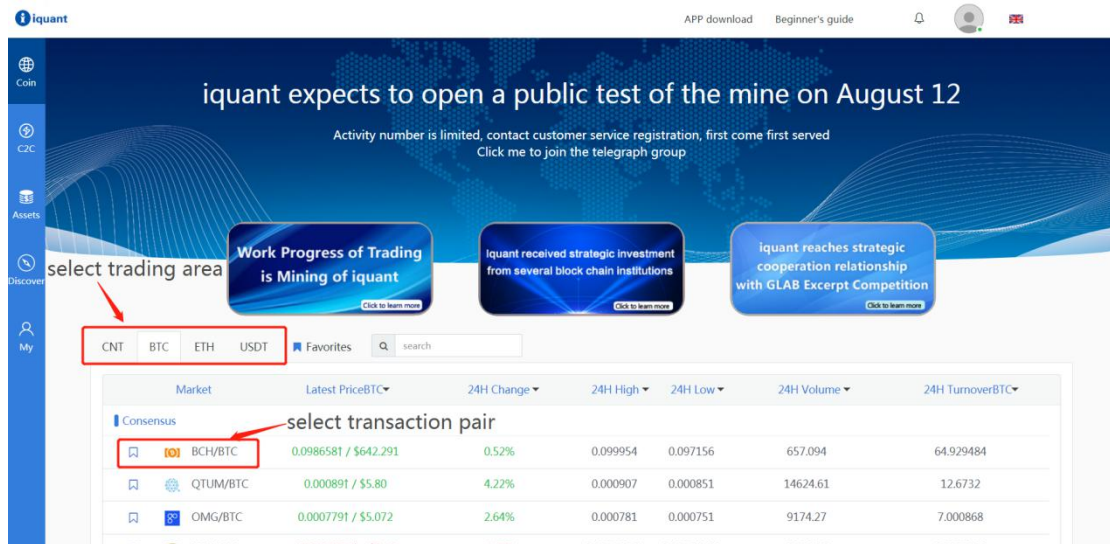 iquant
APP download Beginner's guide
Coin
C2C
Assets
Discover
My
iquant expects to open a public test of the mine on August 12
Activity number is limited, contact customer service registration, first come first served
Click me to join the telegraph group
Work Progress of Trading
is Mining of iquant
Click to learn more
iquant received strategic investment
from several block chain institutions
Click to learn more
iquant reaches strategic
cooperation relationship
with GLAB Excerpt Competition
Click to learn more
select trading area
CNT BTC ETH USDT Favorites search
Market Latest PriceBTC▾ 24H Change ▾ 24H High ▾ 24H Low ▾ 24H Volume ▾ 24H TurnoverBTC▾
Consensus
select transaction pair
BCH/BTC 0.098658↑ / $642.291 0.52% 0.099954 0.097156 657.094 64.929484
QTUM/BTC 0.00089↑ / $5.80 4.22% 0.000907 0.000851 14624.61 12.6732
OMG/BTC 0.000779↑ / $5.072 2.64% 0.000781 0.000751 9174.27 7.000868